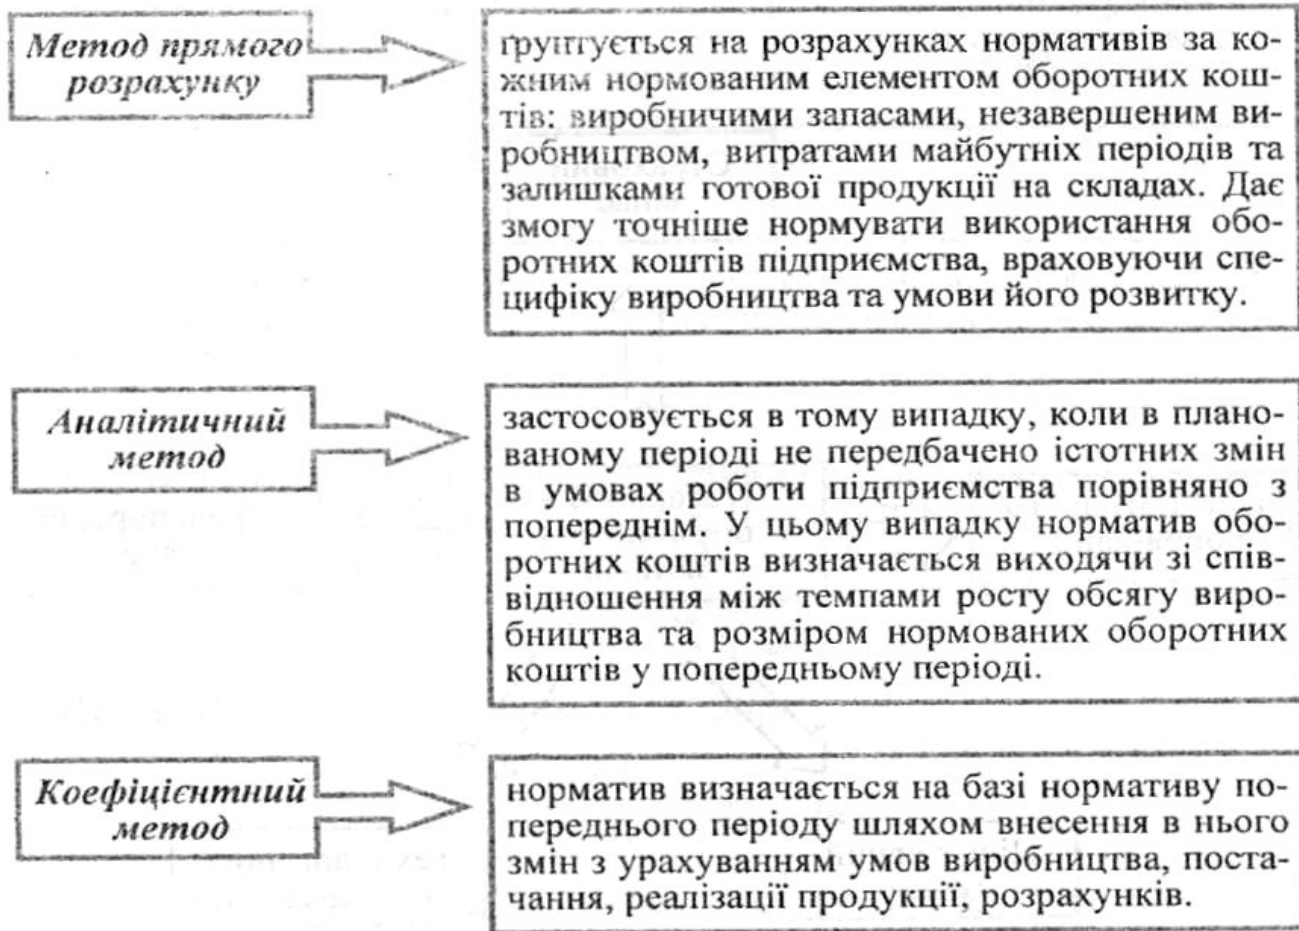 Метод прямого
розрахунку
ґрунтується на розрахунках нормативів за ко-
жним нормованим елементом оборотних кош-
тів: виробничими запасами, незавершеним ви-
робництвом, витратами майбутніх періодів та
залишками готової продукції на складах. Дає
змогу точніше нормувати використання обо-
ротних коштів підприємства, враховуючи спе-
цифіку виробництва та умови його розвитку.
Аналітичний
метод
застосовується в тому випадку, коли в плано-
ваному періоді не передбачено істотних змін
в умовах роботи підприємства порівняно з
попереднім. У цьому випадку норматив обо-
ротних коштів визначається виходячи зі спів-
відношення між темпами росту обсягу виро-
бництва та розміром нормованих оборотних
коштів у попередньому періоді.
Коефіцієнтний
метод
норматив визначається на базі нормативу по-
переднього періоду шляхом внесення в нього
змін з урахуванням умов виробництва, поста-
чання, реалізації продукції, розрахунків.